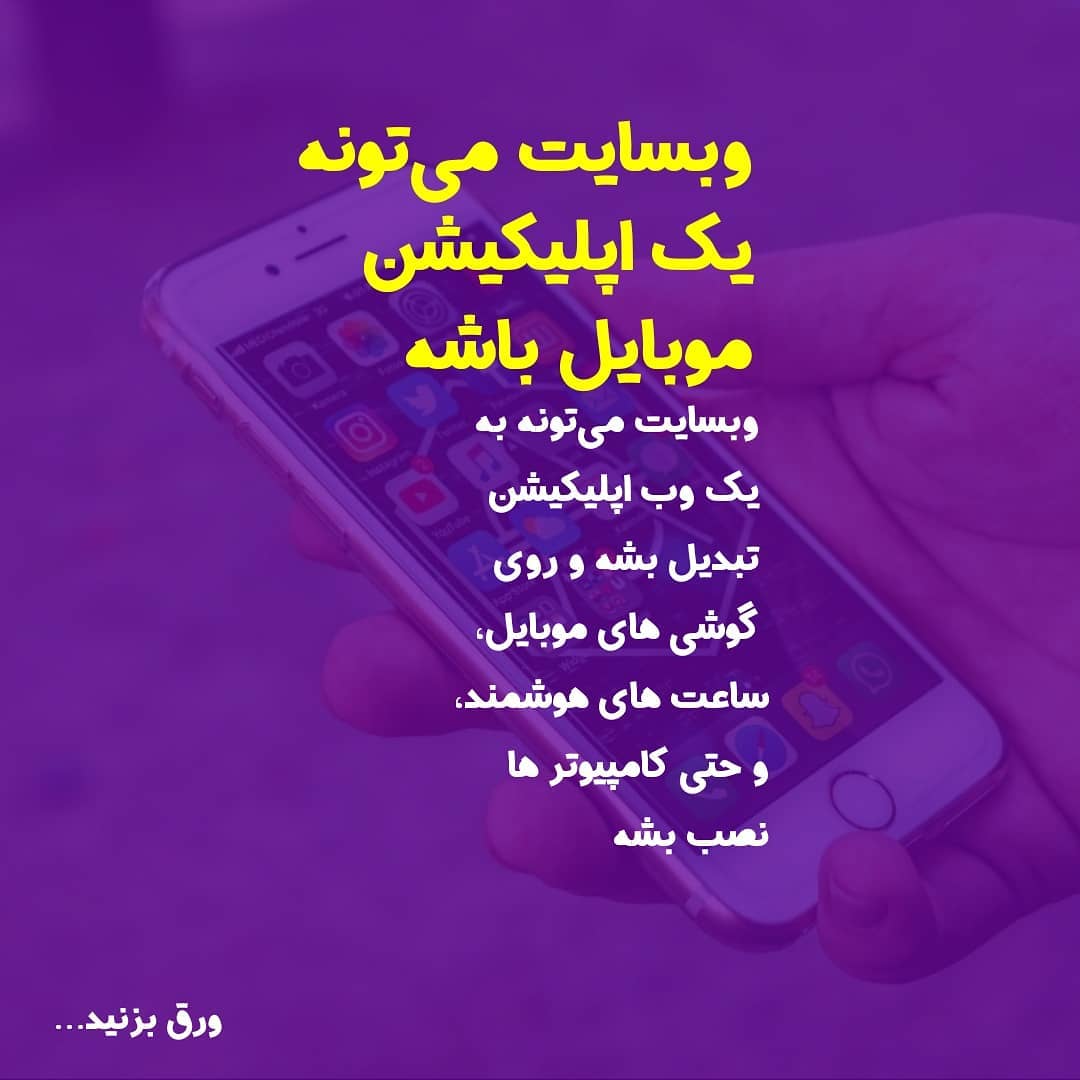 وبسایت می‌تونه
یک اپلیکیشن
موبایل باشه
وبسایت می‌تونه به
یک وب اپلیکیشن
تبدیل بشه و روی
گوشی های موبایل،
ساعت های هوشمند،
و حتی کامپیوتر ها
نصب بشه
ورق بزنید...